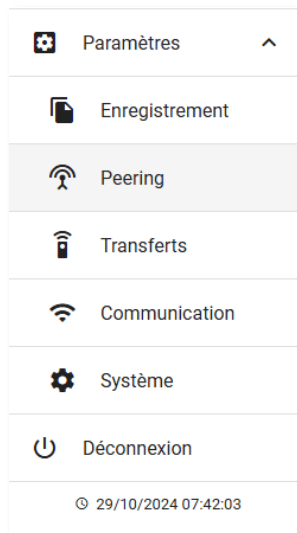 Paramètres
Enregistrement
Peering
Transferts
Communication
Système
Déconnexion
29/10/2024 07:42:03